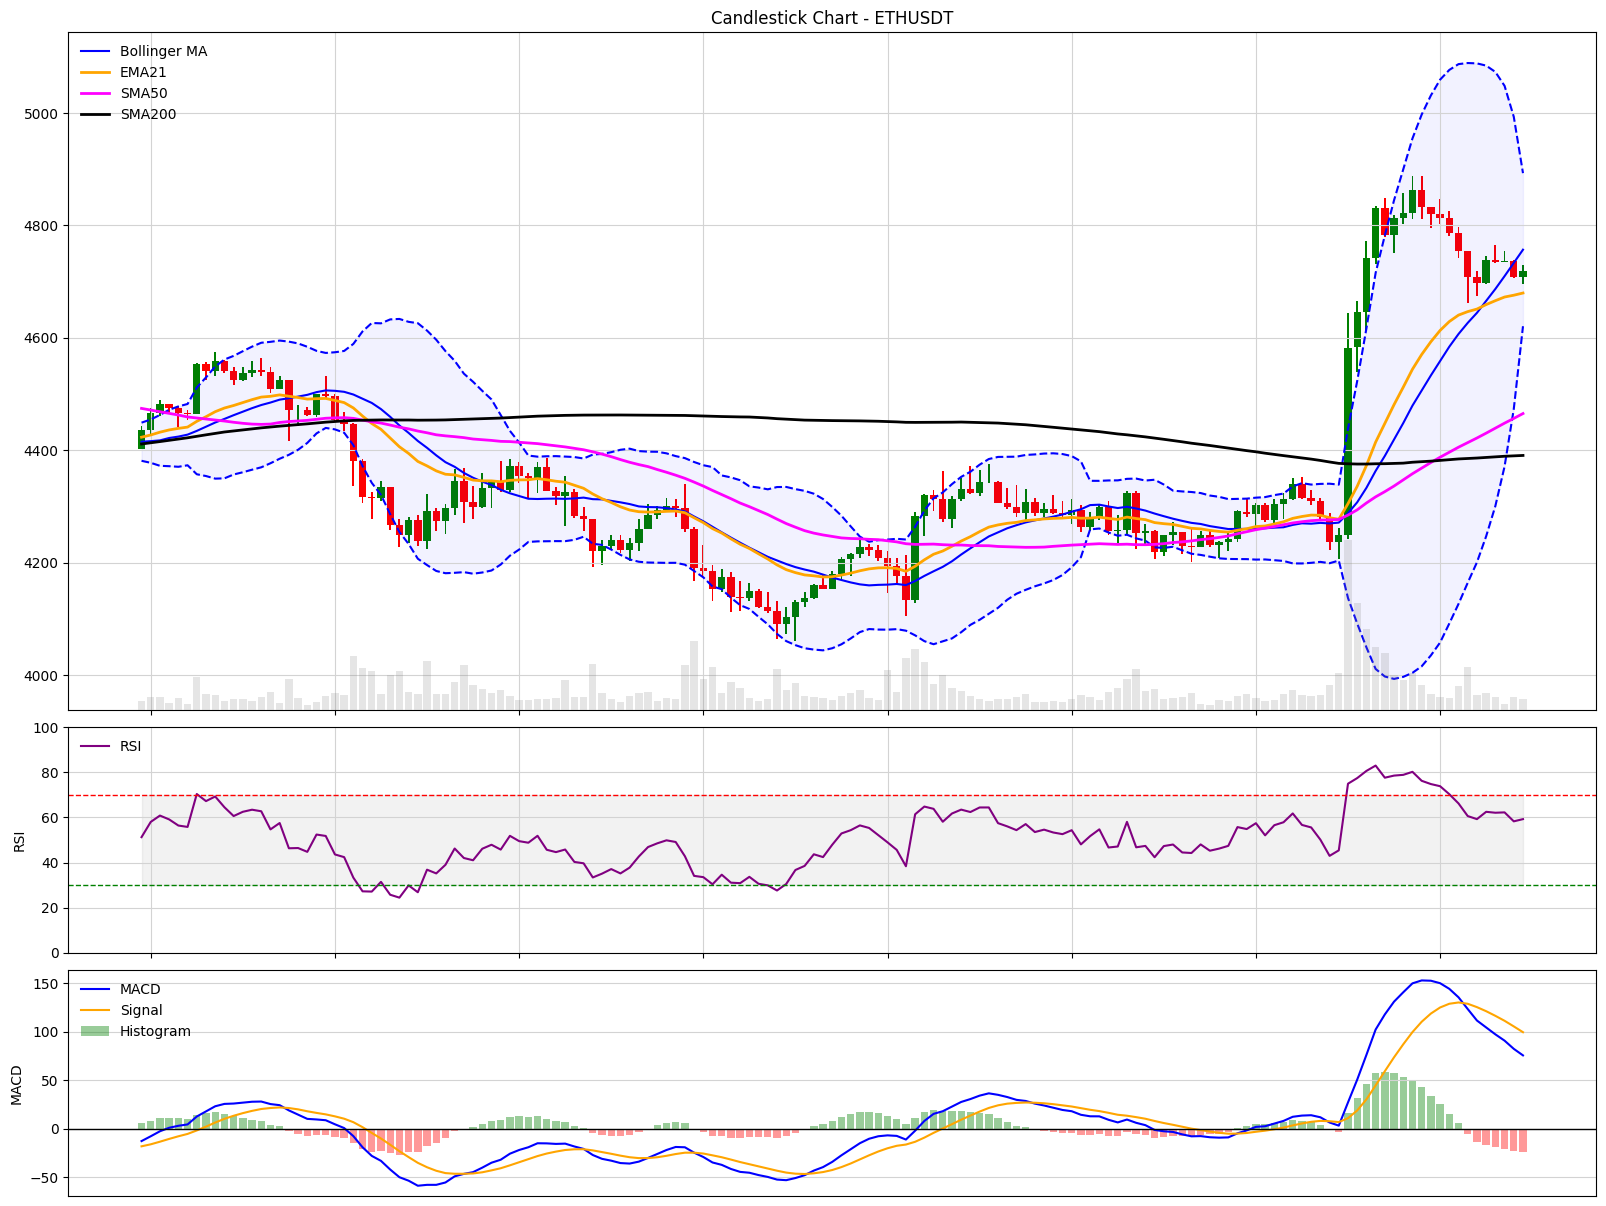 Candlestick Chart - ETHUSDT
Bollinger MA
EMA21
SMA50
SMA200
5000
4800
4600
4400
4200
4000
RSI
100
80
60
40
20
0
RSI
MACD
Signal
Histogram
150
100
50
0
−50
MACD